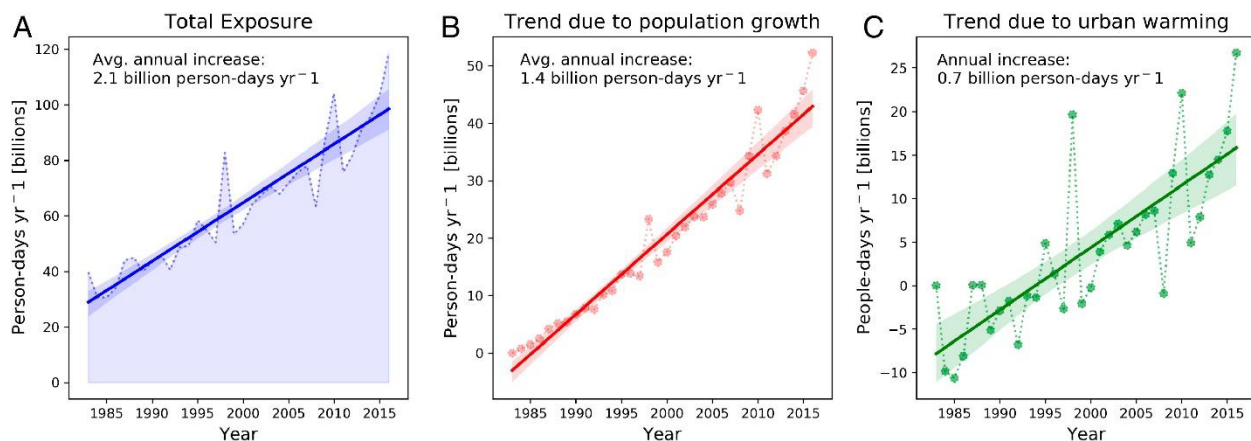 A
Total Exposure
Avg. annual increase:
2.1 billion person-days yr⁻1
Person-days yr⁻1 [billions]
120
100
80
60
40
20
0
1985 1990 1995 2000 2005 2010 2015
Year
B
Trend due to population growth
Avg. annual increase:
1.4 billion person-days yr⁻1
Person-days yr⁻1 [billions]
50
40
30
20
10
0
1985 1990 1995 2000 2005 2010 2015
Year
C
Trend due to urban warming
Annual increase:
0.7 billion person-days yr⁻1
People-days yr⁻1 [billions]
25
20
15
10
5
0
−5
−10
1985 1990 1995 2000 2005 2010 2015
Year